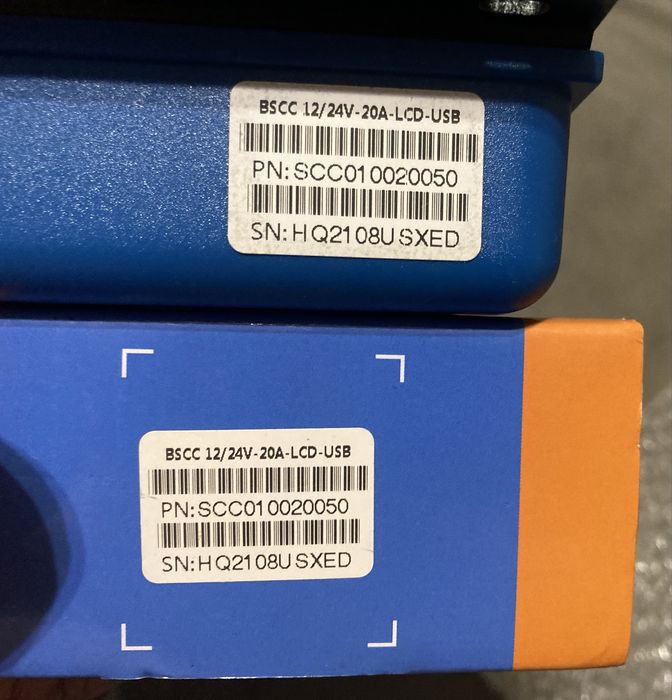 BSCC 12/24V-20A-LCD-USB
PN:SCC010020050
SN:HQ2108USXED
BSCC 12/24V-20A-LCD-USB
PN:SCC010020050
SN:HQ2108USXED